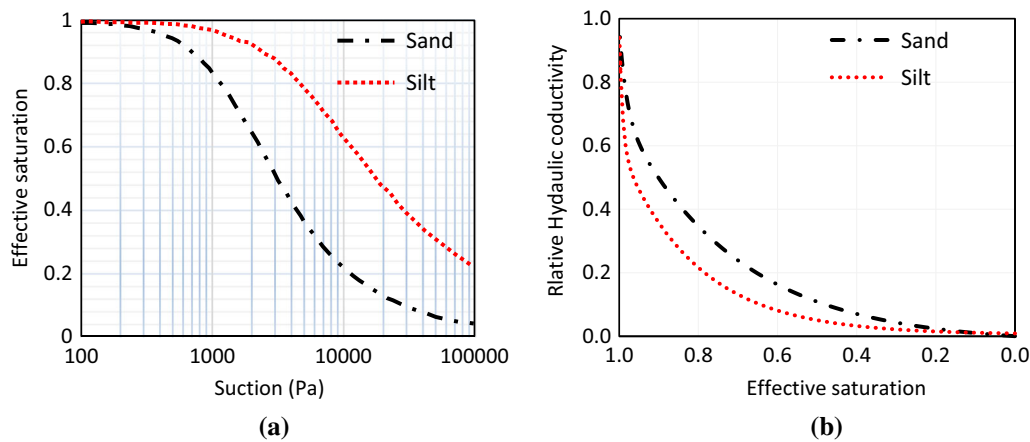 1
0.8
0.6
0.4
0.2
0
Effective saturation
Sand
Silt
100
1000
10000
100000
Suction (Pa)
(a)
1.0
0.8
0.6
0.4
0.2
0.0
Rlative Hydaulic coductivity
Sand
Silt
1.0
0.8
0.6
0.4
0.2
0.0
Effective saturation
(b)